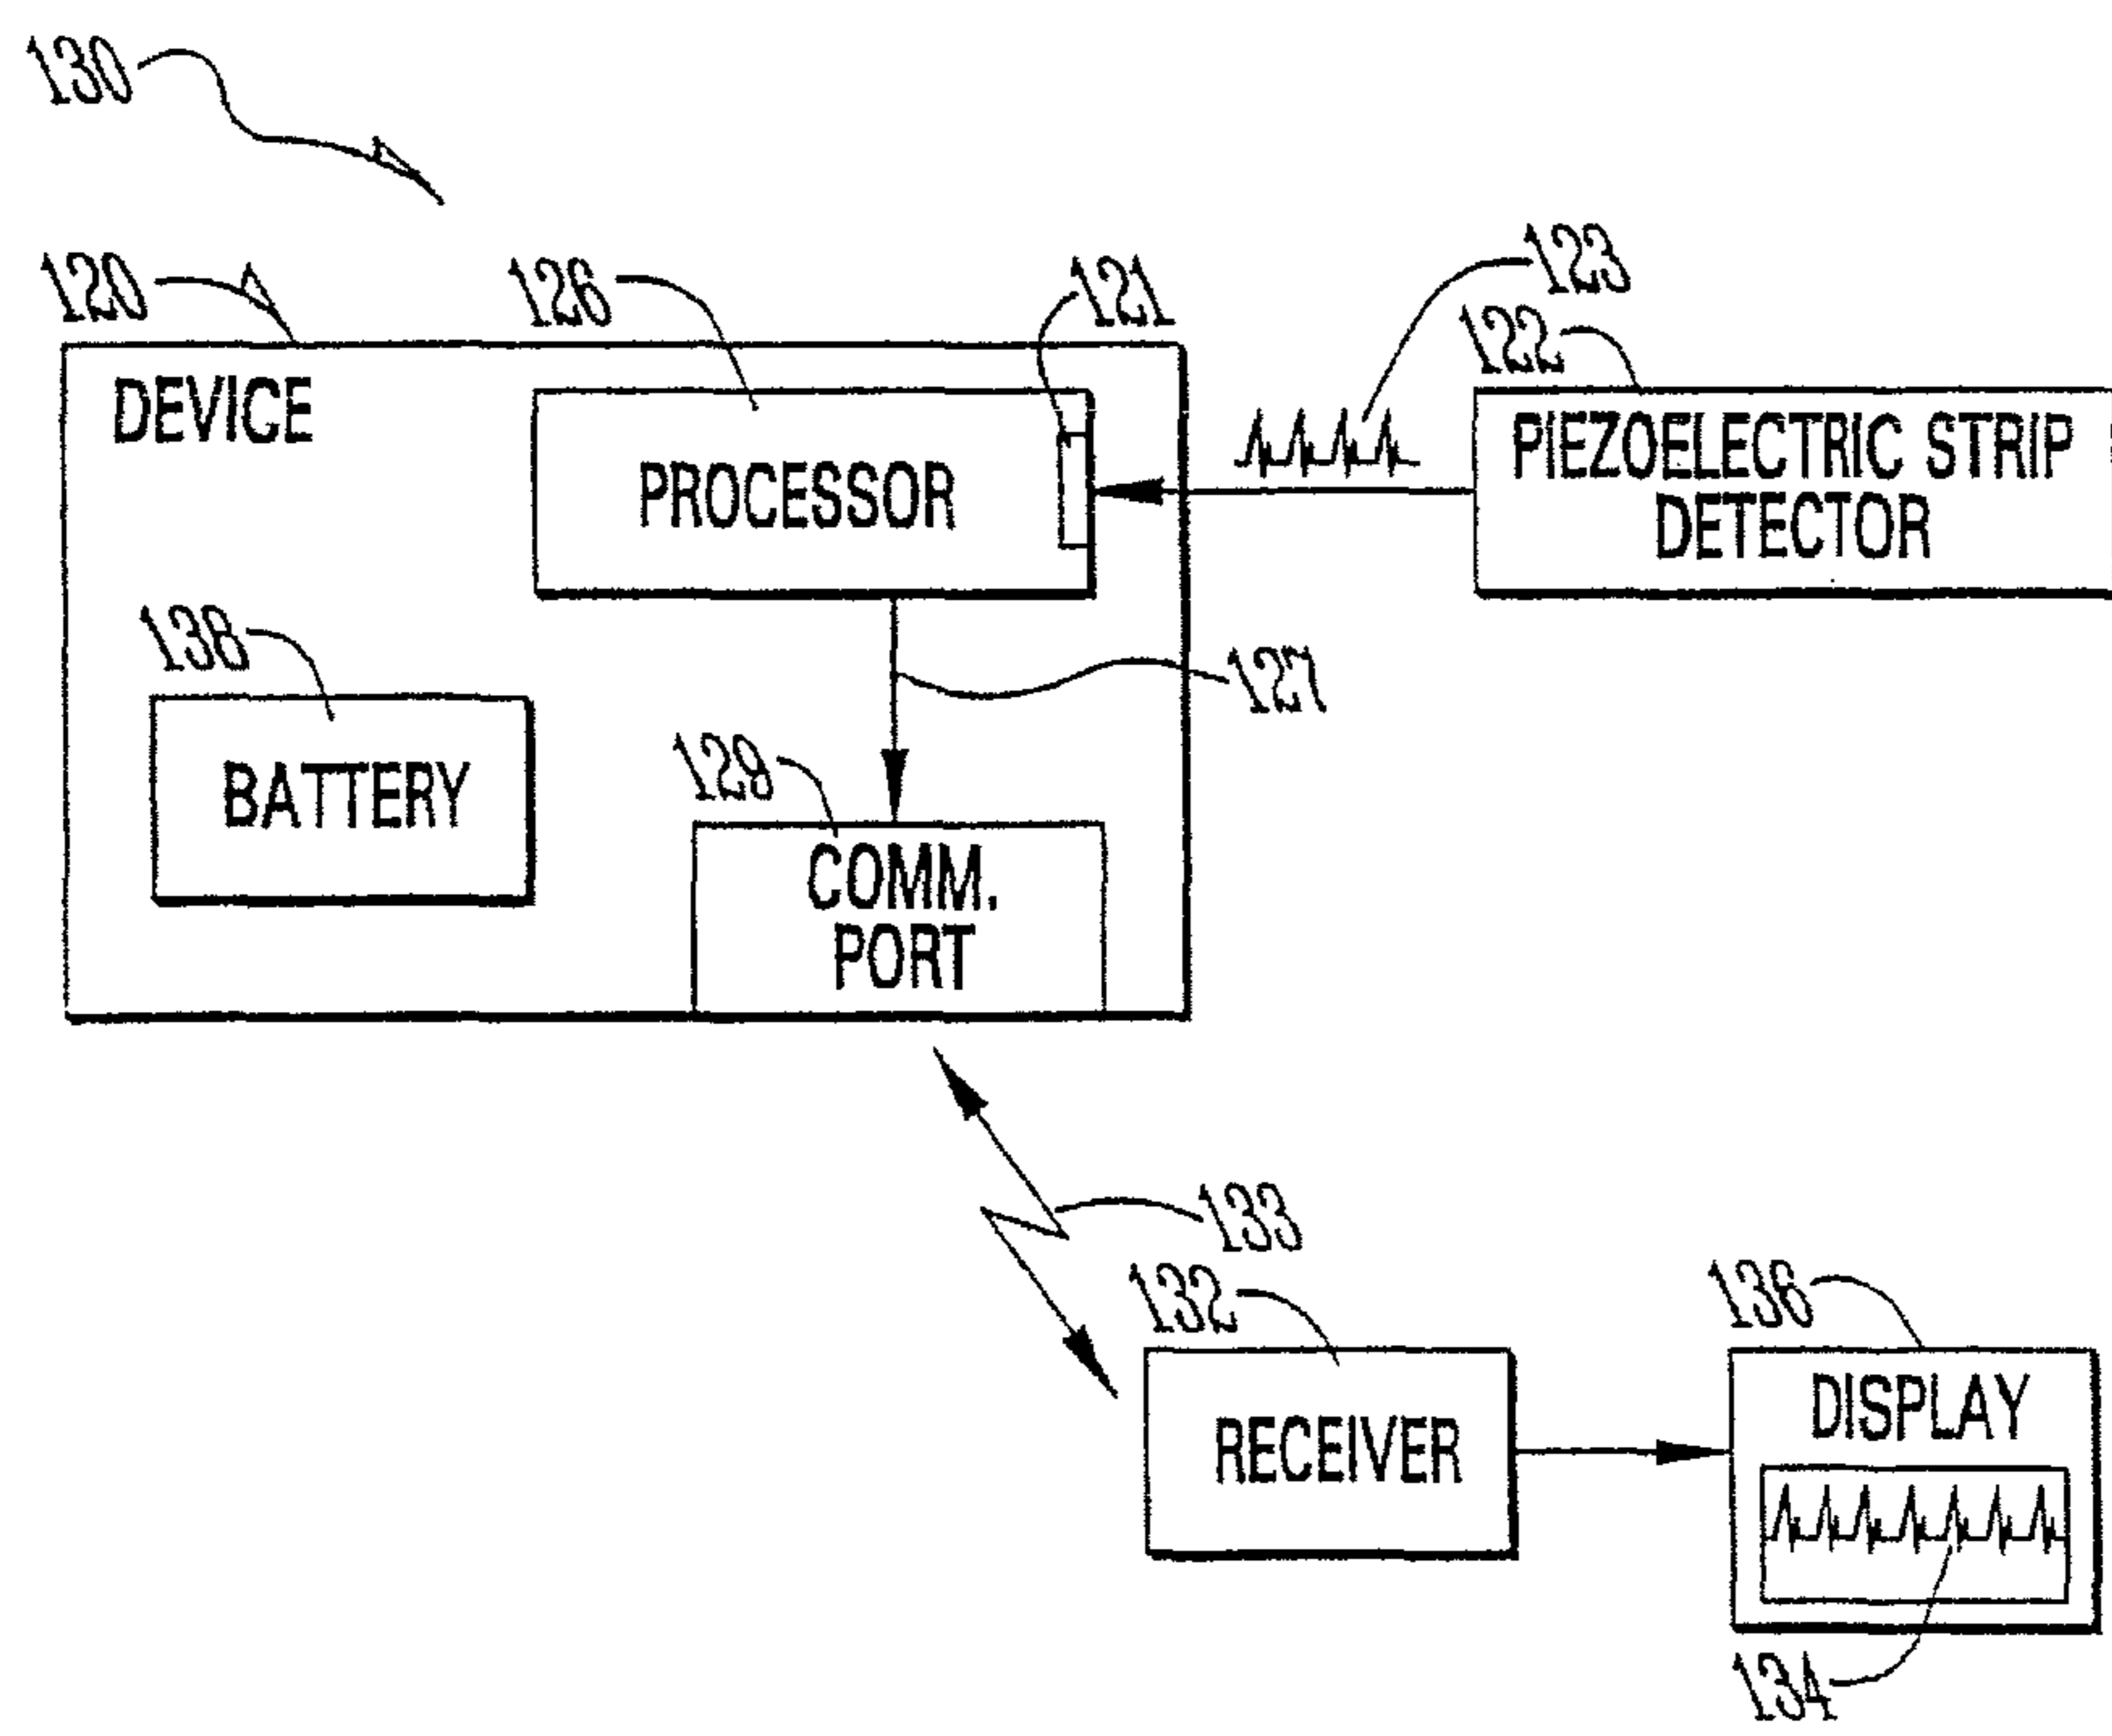 130
120
126
121
123
122
DEVICE
PROCESSOR
PIEZOELECTRIC STRIP
DETECTOR
138
127
BATTERY
129
COMM.
PORT
133
132
136
RECEIVER
DISPLAY
134